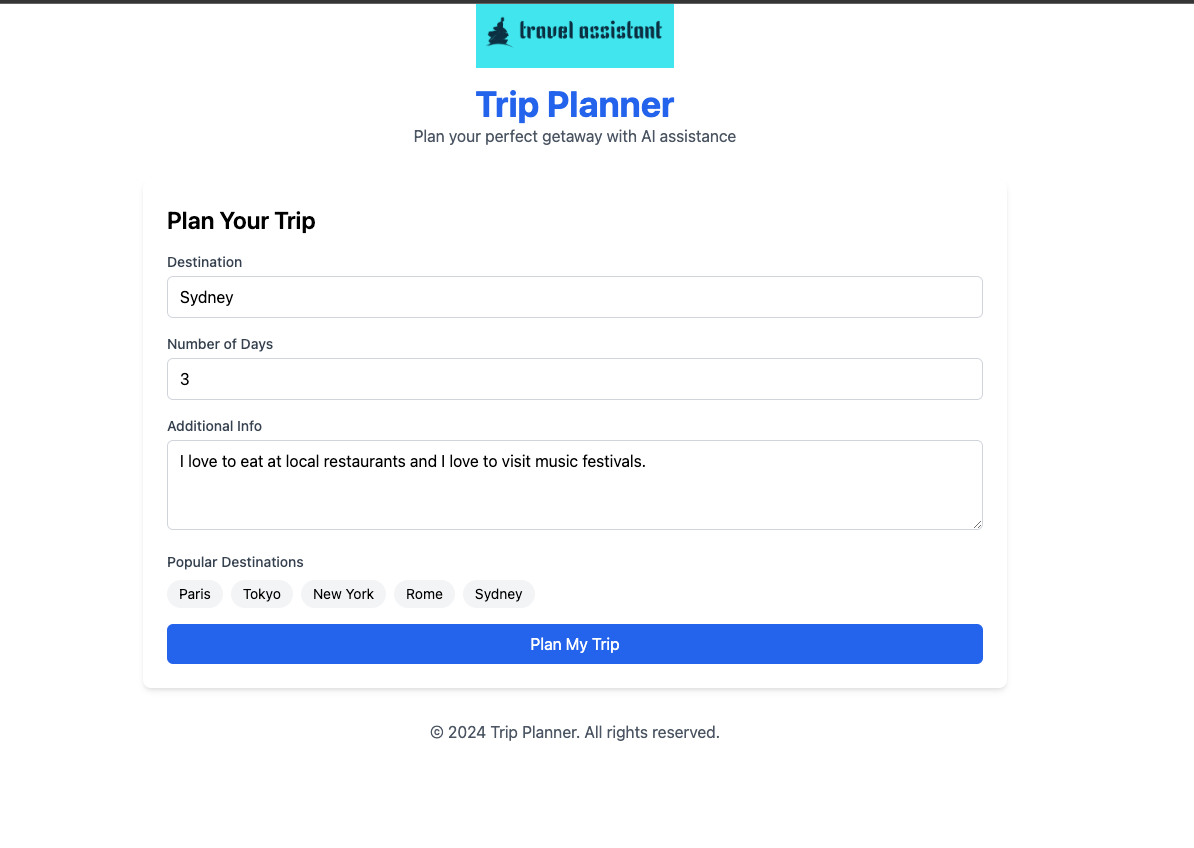 travel assistant
Trip Planner
Plan your perfect getaway with AI assistance
Plan Your Trip
Destination
Sydney
Number of Days
3
Additional Info
I love to eat at local restaurants and I love to visit music festivals.
Popular Destinations
Paris Tokyo New York Rome Sydney
Plan My Trip
© 2024 Trip Planner. All rights reserved.